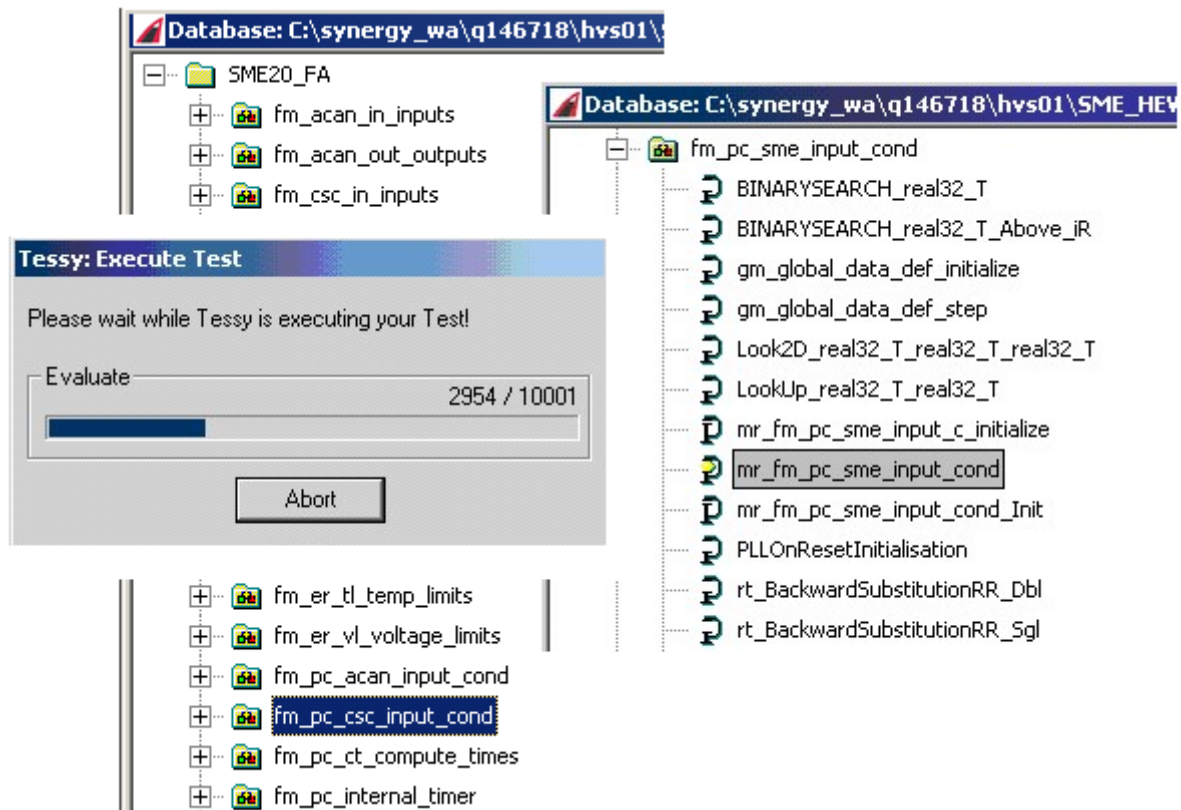 Database: C:\synergy_wa\q146718\hvs01\
SME20_FA
fm_acan_in_inputs
fm_acan_out_outputs
fm_csc_in_inputs
Database: C:\synergy_wa\q146718\hvs01\SME_HEV
fm_pc_sme_input_cond
BINARYSEARCH_real32_T
BINARYSEARCH_real32_T_Above_iR
gm_global_data_def_initialize
gm_global_data_def_step
Look2D_real32_T_real32_T_real32_T
LookUp_real32_T_real32_T
mr_fm_pc_sme_input_c_initialize
mr_fm_pc_sme_input_cond
mr_fm_pc_sme_input_cond_Init
PLLOnResetInitialisation
rt_BackwardSubstitutionRR_Dbl
rt_BackwardSubstitutionRR_Sgl
Tessy: Execute Test
Please wait while Tessy is executing your Test!
Evaluate
2954 / 10001
Abort
fm_er_tl_temp_limits
fm_er_vl_voltage_limits
fm_pc_acan_input_cond
fm_pc_csc_input_cond
fm_pc_ct_compute_times
fm_pc_internal_timer